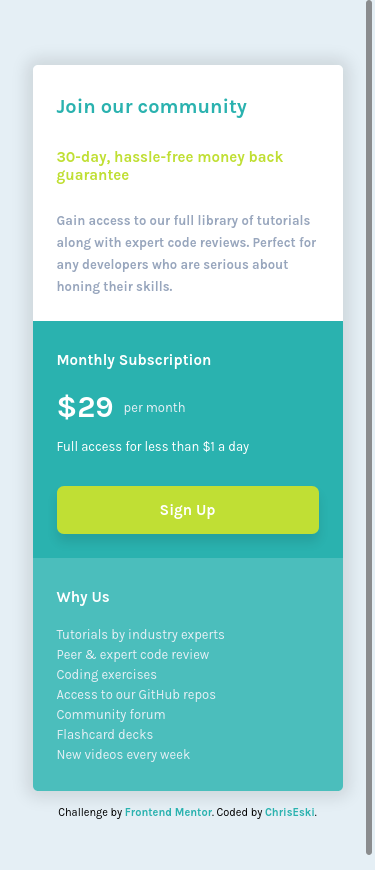 Join our community
30-day, hassle-free money back
guarantee
Gain access to our full library of tutorials
along with expert code reviews. Perfect for
any developers who are serious about
honing their skills.
Monthly Subscription
$29 per month
Full access for less than $1 a day
Sign Up
Why Us
Tutorials by industry experts
Peer & expert code review
Coding exercises
Access to our GitHub repos
Community forum
Flashcard decks
New videos every week
Challenge by Frontend Mentor. Coded by ChrisEski.